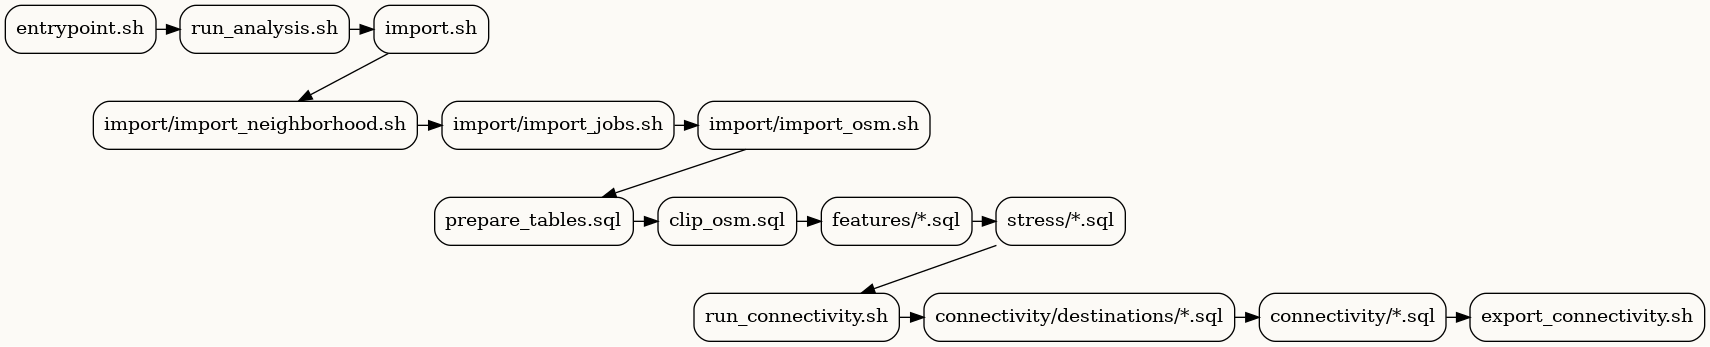 entrypoint.sh
run_analysis.sh
import.sh
import/import_neighborhood.sh
import/import_jobs.sh
import/import_osm.sh
prepare_tables.sql
clip_osm.sql
features/*.sql
stress/*.sql
run_connectivity.sh
connectivity/destinations/*.sql
connectivity/*.sql
export_connectivity.sh